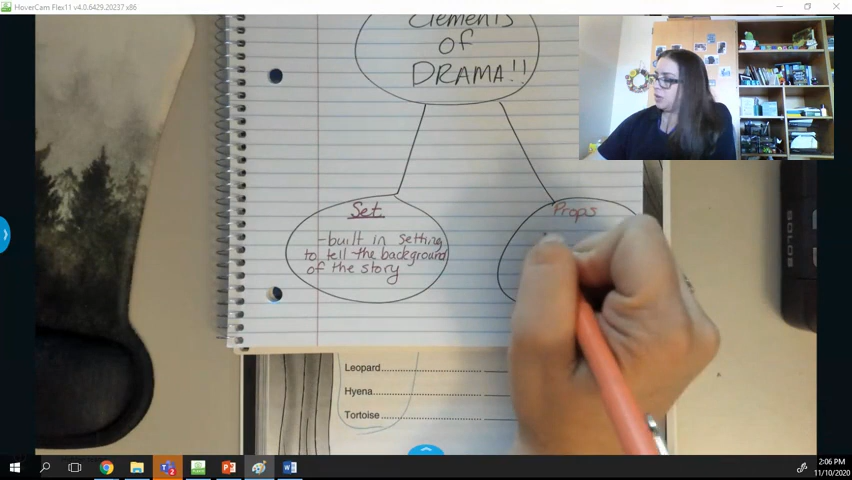 HoverCam Flex11 v4.0.6429.20237 x86
Elements
of
DRAMA!!
Set
-built in setting
to tell the background
of the story
Props
Leopard
Hyena
Tortoise
2:06 PM
11/10/2020